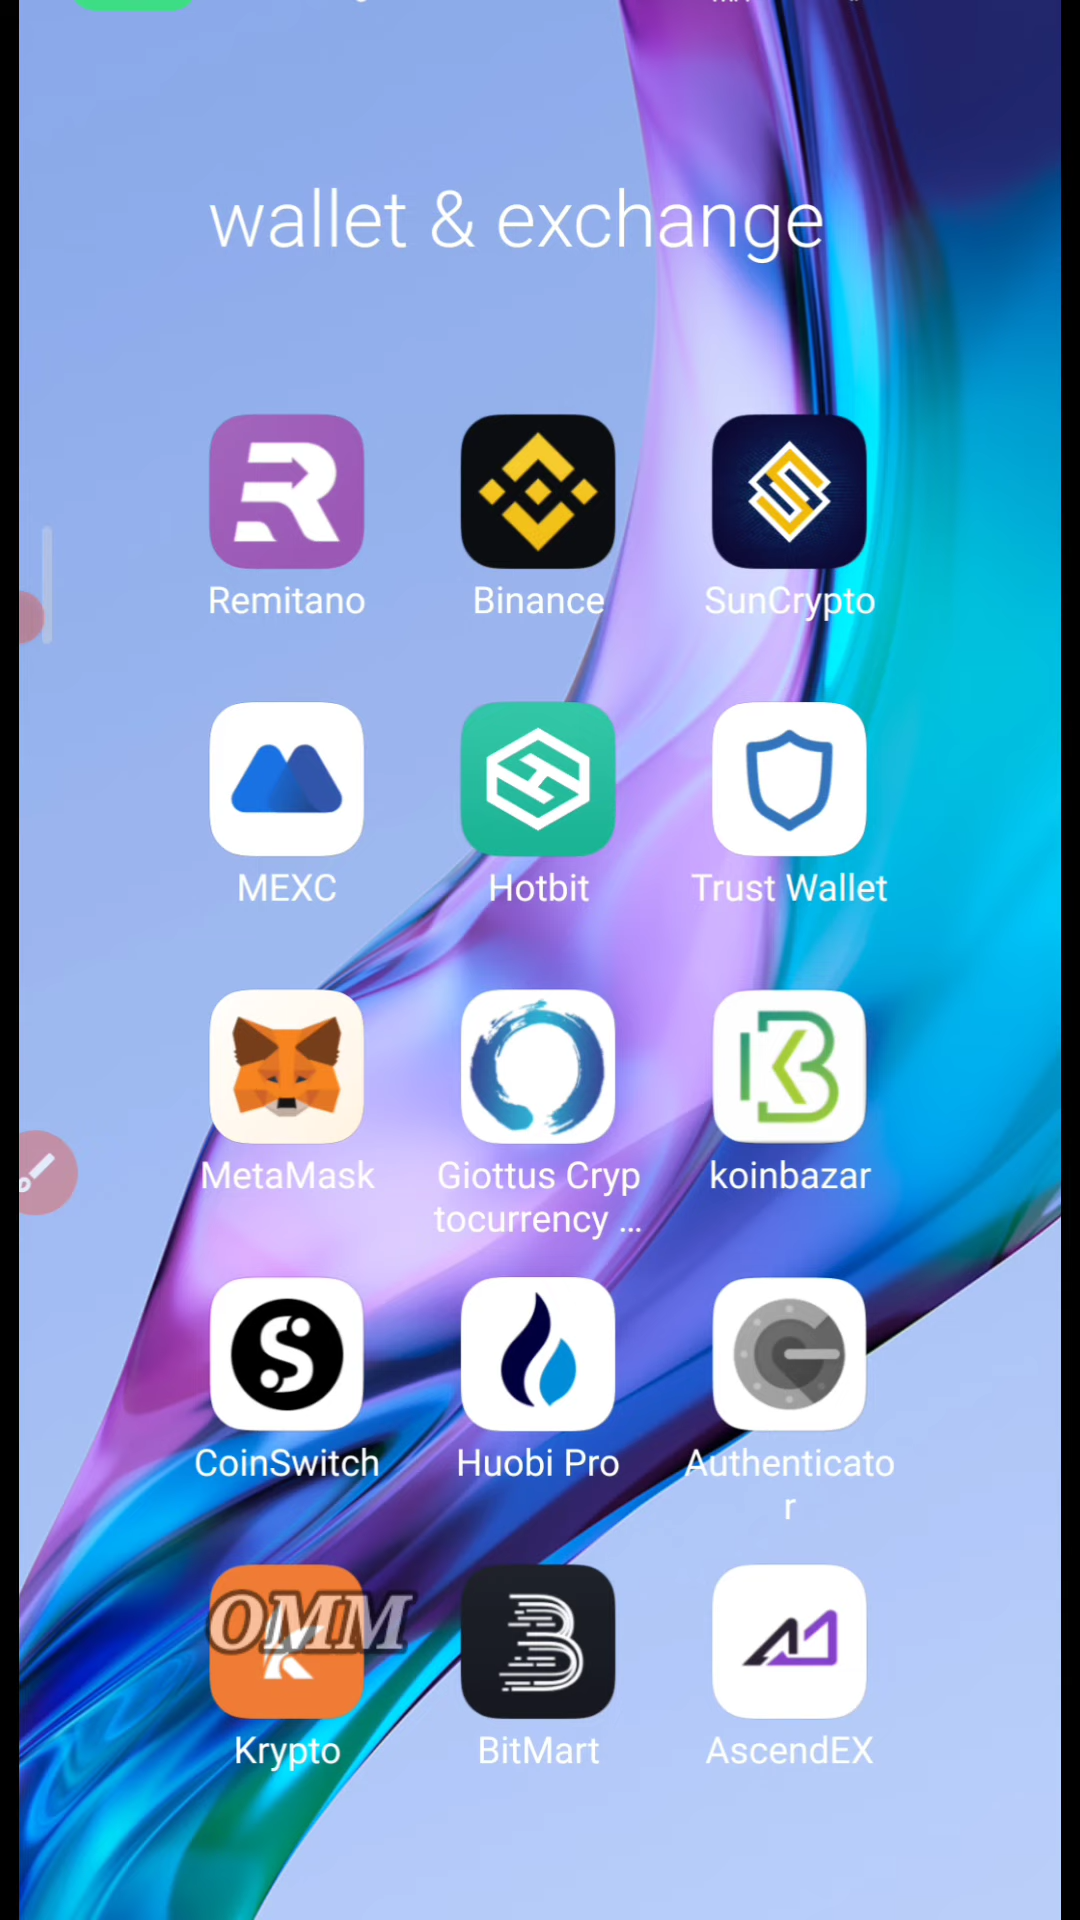 wallet & exchange
Remitano
Binance
SunCrypto
MEXC
Hotbit
Trust Wallet
MetaMask
Giottus Cryp
tocurrency ...
koinbazar
CoinSwitch
Huobi Pro
Authenticato
r
OMM
Krypto
BitMart
AscendEX